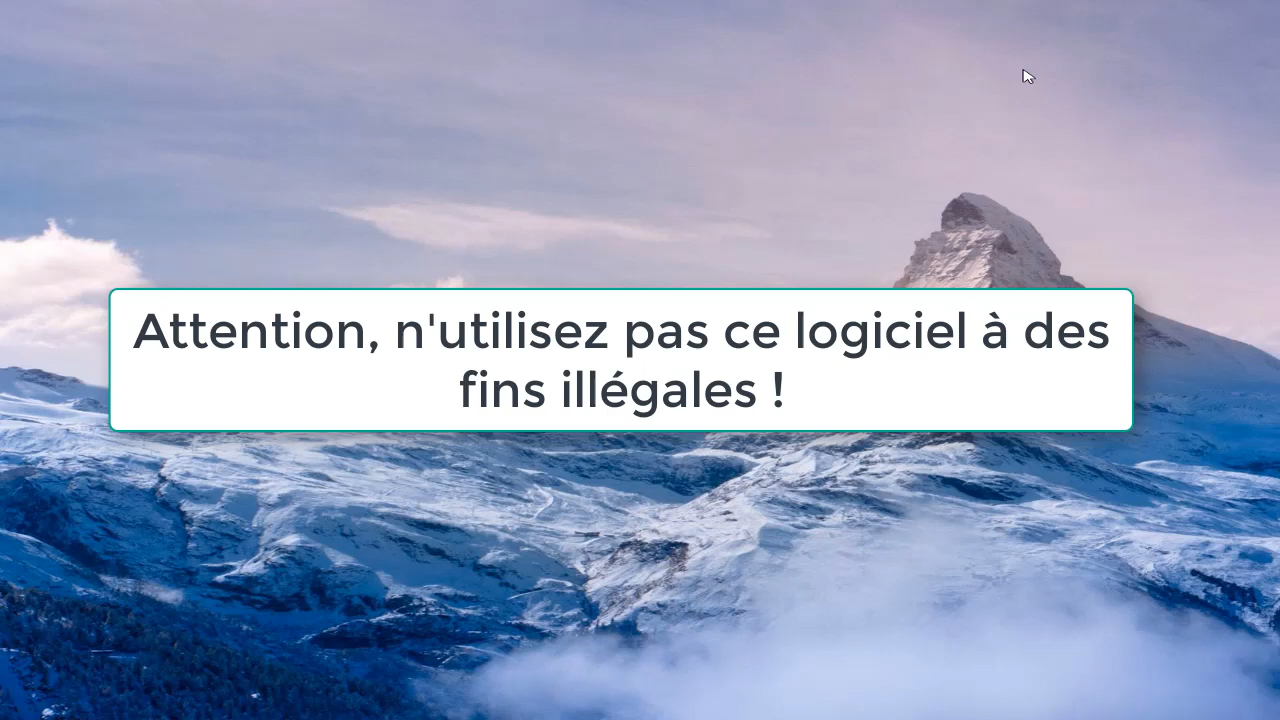 Attention, n'utilisez pas ce logiciel à des
fins illégales !